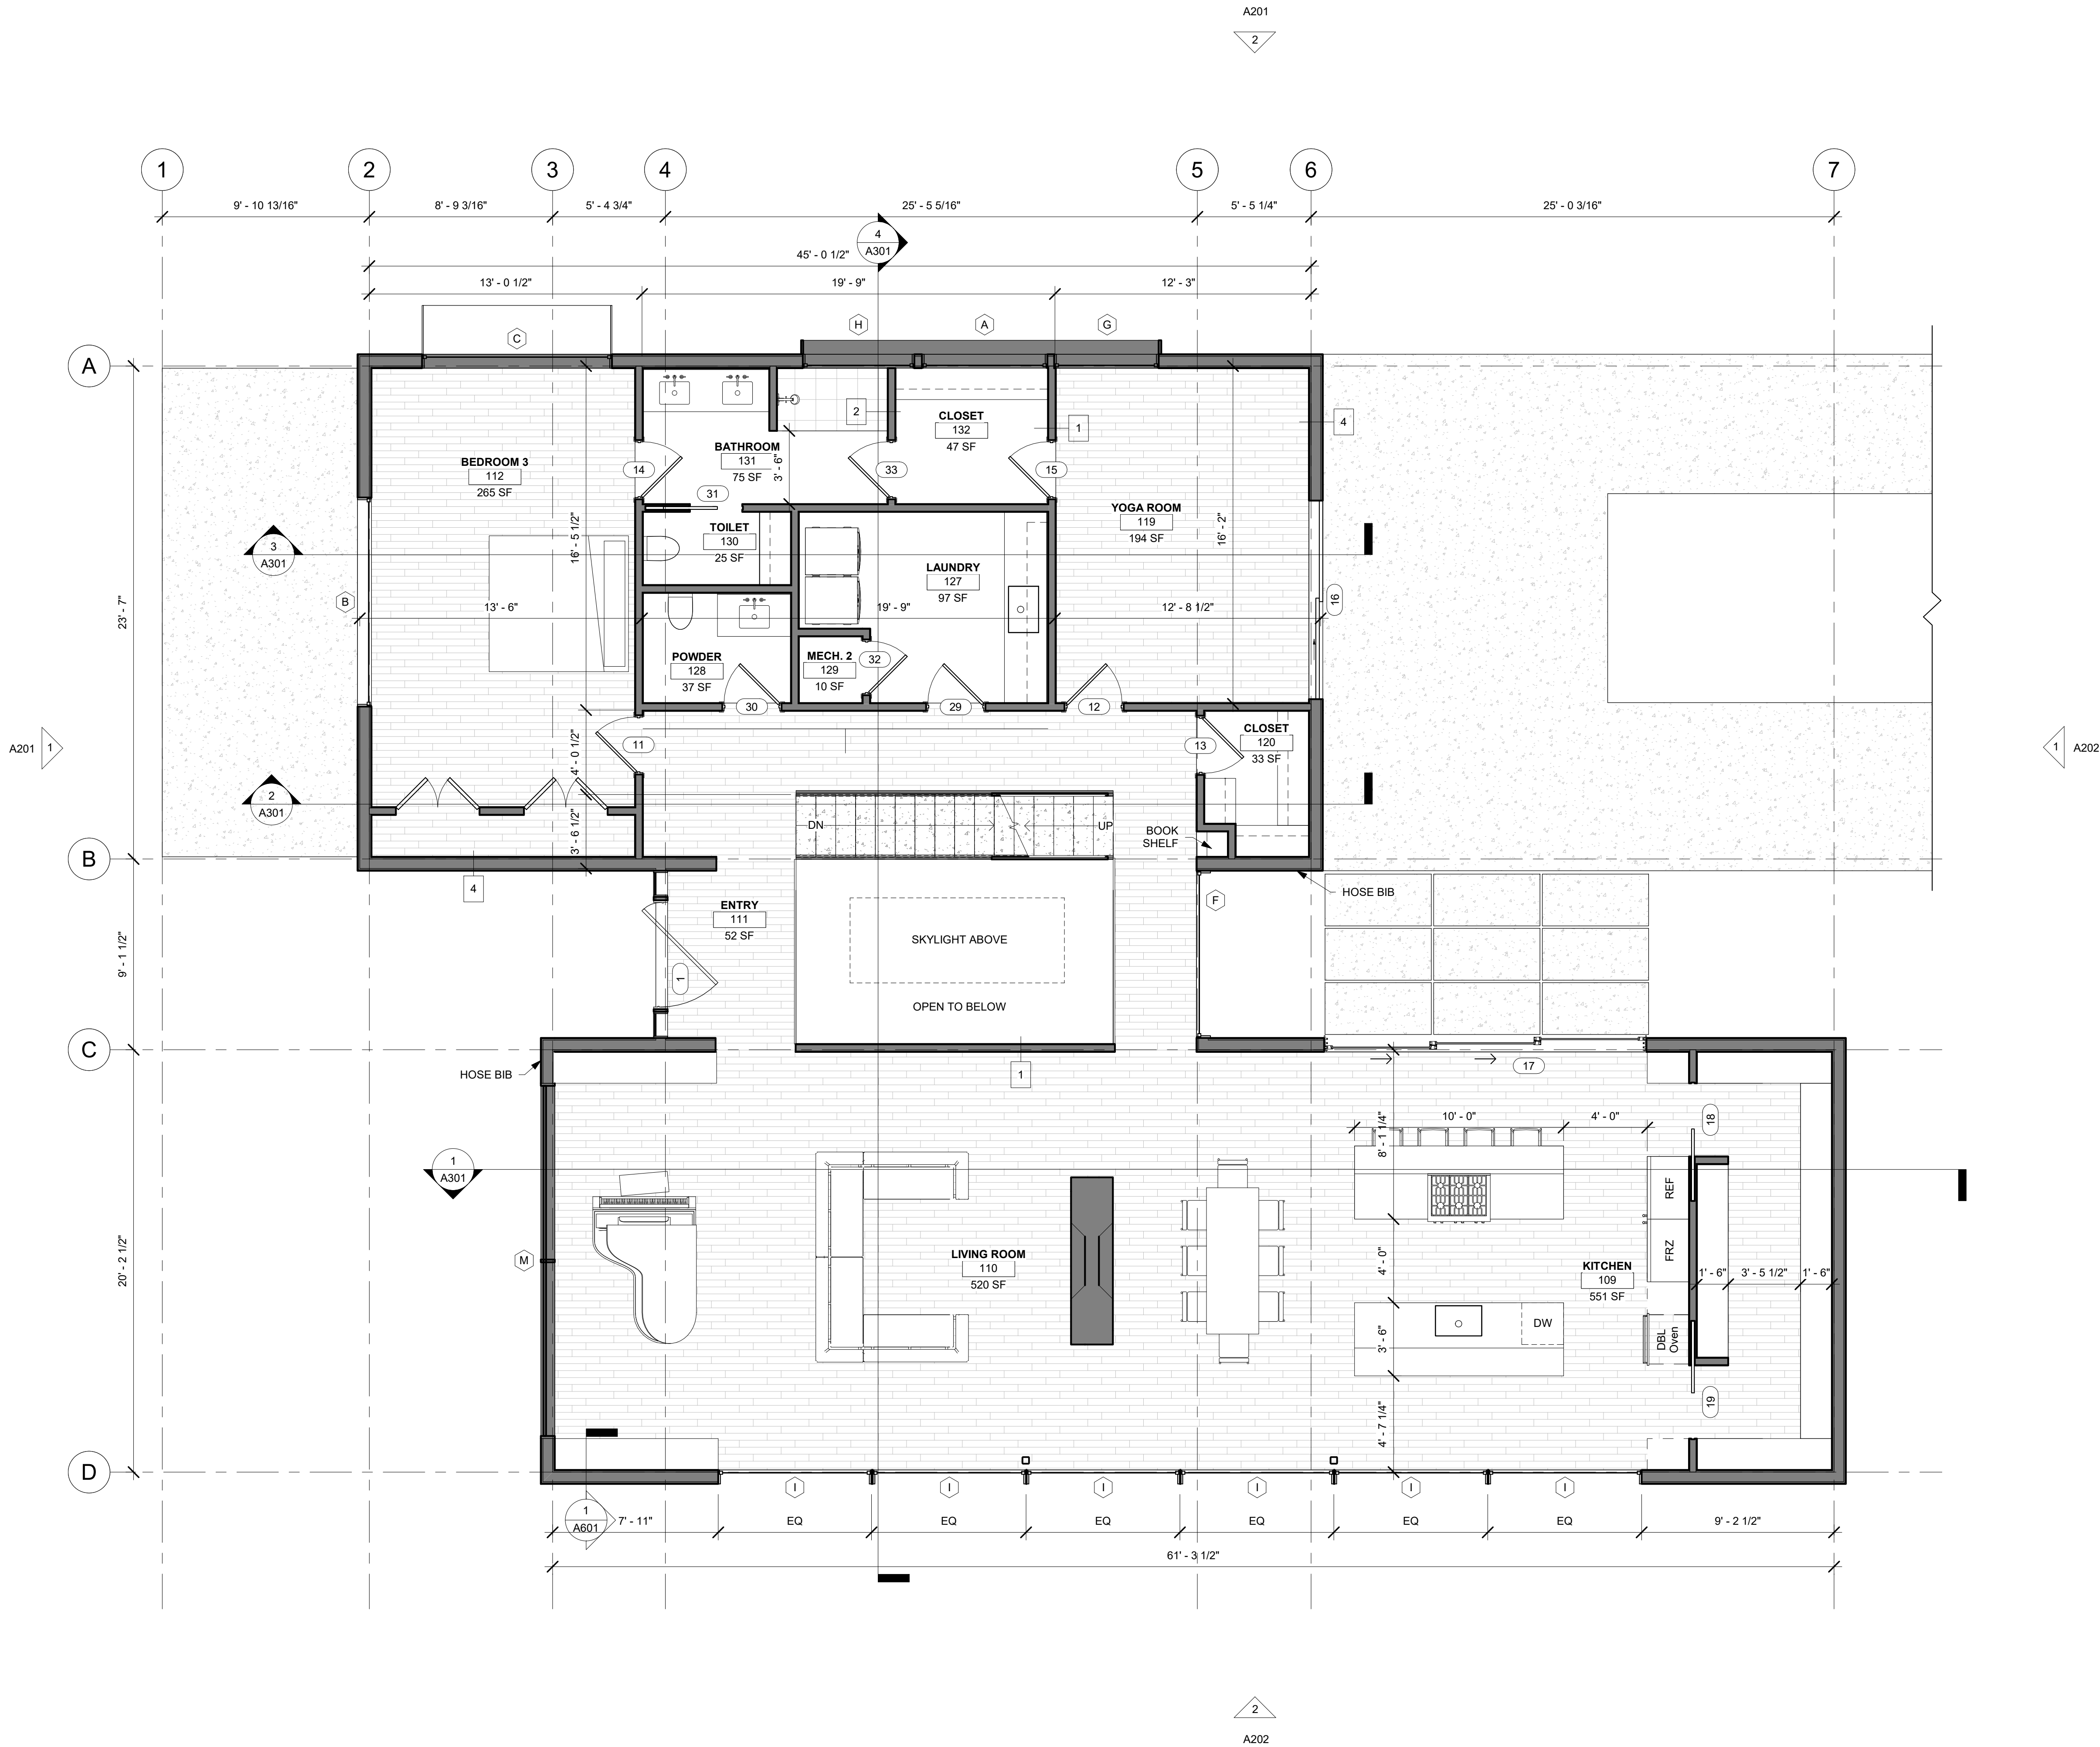 A201
2
1
2
3
4
5
6
7
9' - 10 13/16"
8' - 9 3/16"
5' - 4 3/4"
25' - 5 5/16"
5' - 5 1/4"
25' - 0 3/16"
4
A301
45' - 0 1/2"
13' - 0 1/2"
19' - 9"
12' - 3"
C
H
A
G
A
BEDROOM 3
112
265 SF
14
BATHROOM
131
75 SF
3' - 6"
2
33
CLOSET
132
47 SF
1
15
4
31
TOILET
130
25 SF
YOGA ROOM
119
194 SF
16' - 5 1/2"
16' - 2"
3
A301
LAUNDRY
127
97 SF
B
13' - 6"
19' - 9"
12' - 8 1/2"
16
23' - 7"
POWDER
128
37 SF
MECH. 2
129
10 SF
32
30
29
12
A201
1
11
4' - 0 1/2"
13
CLOSET
120
33 SF
1
A202
2
A301
3' - 6 1/2"
DN
UP
BOOK
SHELF
B
4
HOSE BIB
F
ENTRY
111
52 SF
SKYLIGHT ABOVE
9' - 1 1/2"
1
OPEN TO BELOW
C
HOSE BIB
1
17
10' - 0"
4' - 0"
18
8' - 1 1/4"
1
A301
REF
FRZ
M
LIVING ROOM
110
520 SF
4' - 0"
KITCHEN
109
551 SF
1' - 6"
3' - 5 1/2"
1' - 6"
20' - 2 1/2"
DW
DBL
Oven
3' - 6"
19
4' - 7 1/4"
D
I
I
I
I
I
I
1
A601
7' - 11"
EQ
EQ
EQ
EQ
EQ
EQ
9' - 2 1/2"
61' - 3 1/2"
2
A202